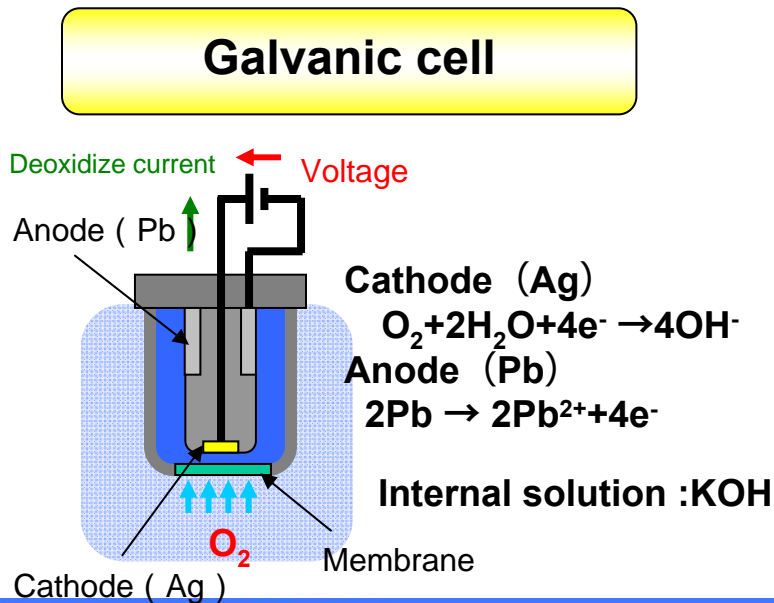 Galvanic cell
Deoxidize current
Voltage
Anode ( Pb )
Cathode（Ag）
O₂+2H₂O+4e⁻ →4OH⁻
Anode（Pb）
2Pb → 2Pb²⁺+4e⁻
Internal solution :KOH
O₂
Membrane
Cathode ( Ag )